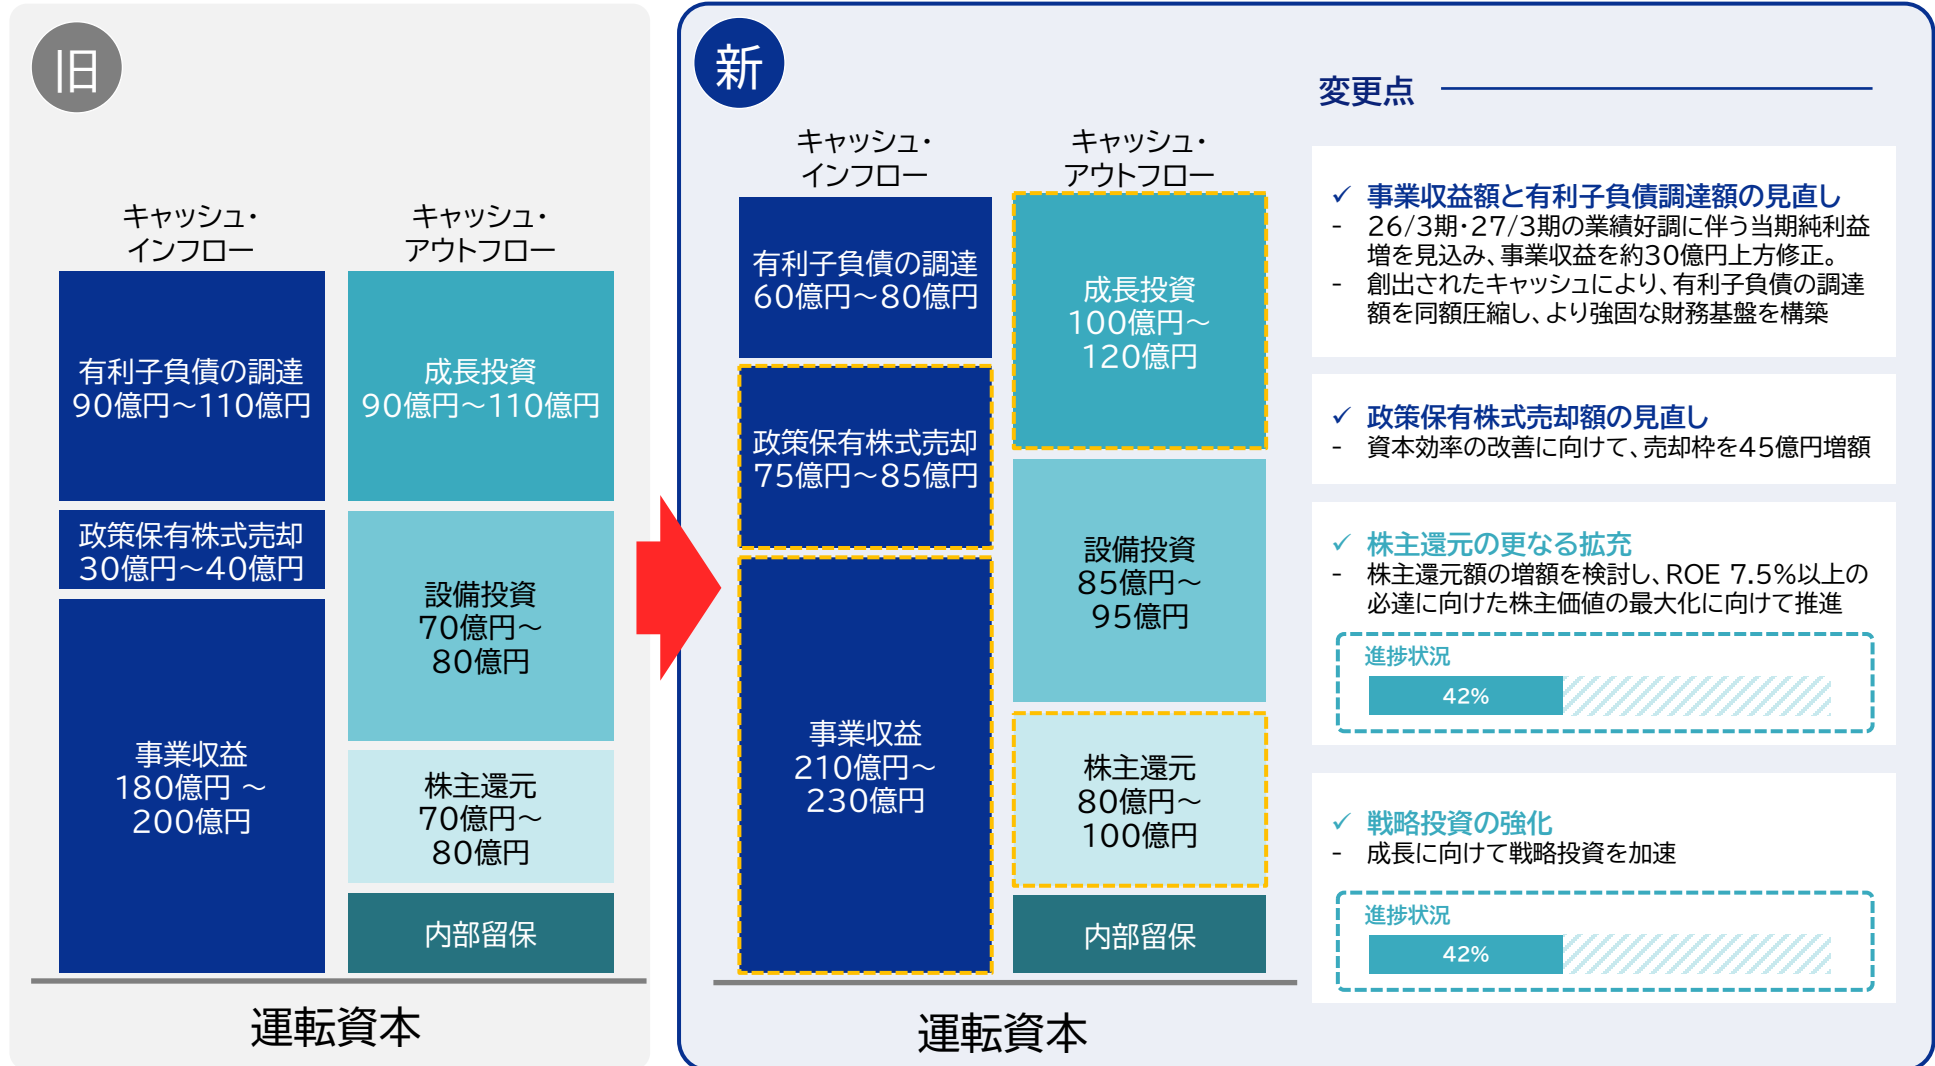 旧
キャッシュ・
インフロー
キャッシュ・
アウトフロー
有利子負債の調達
90億円～110億円
政策保有株式売却
30億円～40億円
事業収益
180億円 ～
200億円
成長投資
90億円～110億円
設備投資
70億円～
80億円
株主還元
70億円～
80億円
内部留保
運転資本
新
キャッシュ・
インフロー
キャッシュ・
アウトフロー
有利子負債の調達
60億円～80億円
政策保有株式売却
75億円～85億円
事業収益
210億円～
230億円
成長投資
100億円～
120億円
設備投資
85億円～
95億円
株主還元
80億円～
100億円
内部留保
運転資本
変更点
✓ 事業収益額と有利子負債調達額の見直し
- 26/3期・27/3期の業績好調に伴う当期純利益
増を見込み、事業収益を約30億円上方修正。
- 創出されたキャッシュにより、有利子負債の調達
額を同額圧縮し、より強固な財務基盤を構築
✓ 政策保有株式売却額の見直し
- 資本効率の改善に向けて、売却枠を45億円増額
✓ 株主還元の更なる拡充
- 株主還元額の増額を検討し、ROE 7.5%以上の
必達に向けた株主価値の最大化に向けて推進
進捗状況
42%
✓ 戦略投資の強化
- 成長に向けて戦略投資を加速
進捗状況
42%